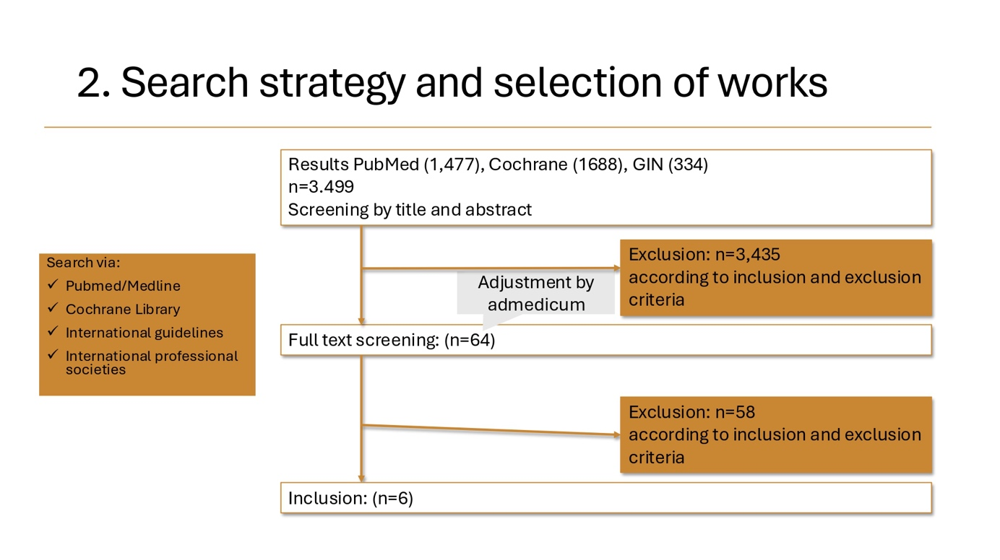 2. Search strategy and selection of works
Results PubMed (1,477), Cochrane (1688), GIN (334)
n=3.499
Screening by title and abstract
Exclusion: n=3,435
according to inclusion and exclusion
criteria
Search via:
✓ Pubmed/Medline
✓ Cochrane Library
✓ International guidelines
✓ International professional
societies
Adjustment by
admedicum
Full text screening: (n=64)
Exclusion: n=58
according to inclusion and exclusion
criteria
Inclusion: (n=6)